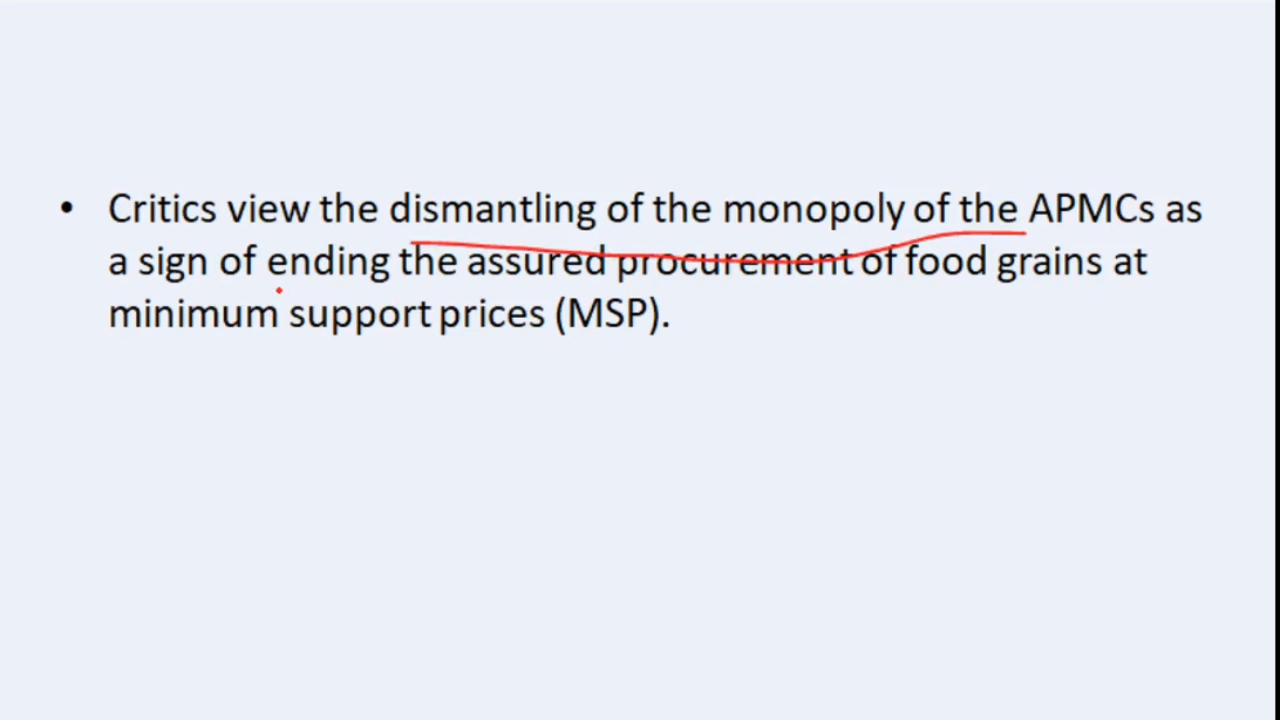 • Critics view the dismantling of the monopoly of the APMCs as
a sign of ending the assured procurement of food grains at
minimum support prices (MSP).